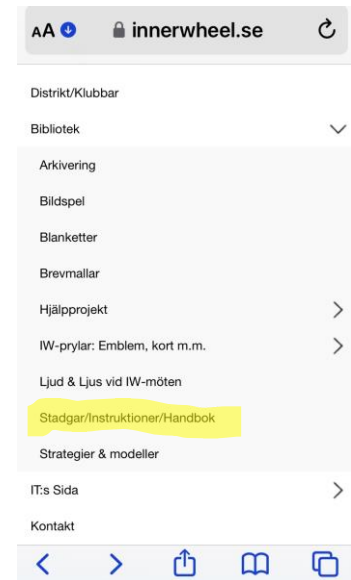 AA innerwheel.se
Distrikt/Klubbar
Bibliotek
Arkivering
Bildspel
Blanketter
Brevmallar
Hjälpprojekt
IW-prylar: Emblem, kort m.m.
Ljud & Ljus vid IW-möten
Stadgar/Instruktioner/Handbok
Strategier & modeller
IT:s Sida
Kontakt